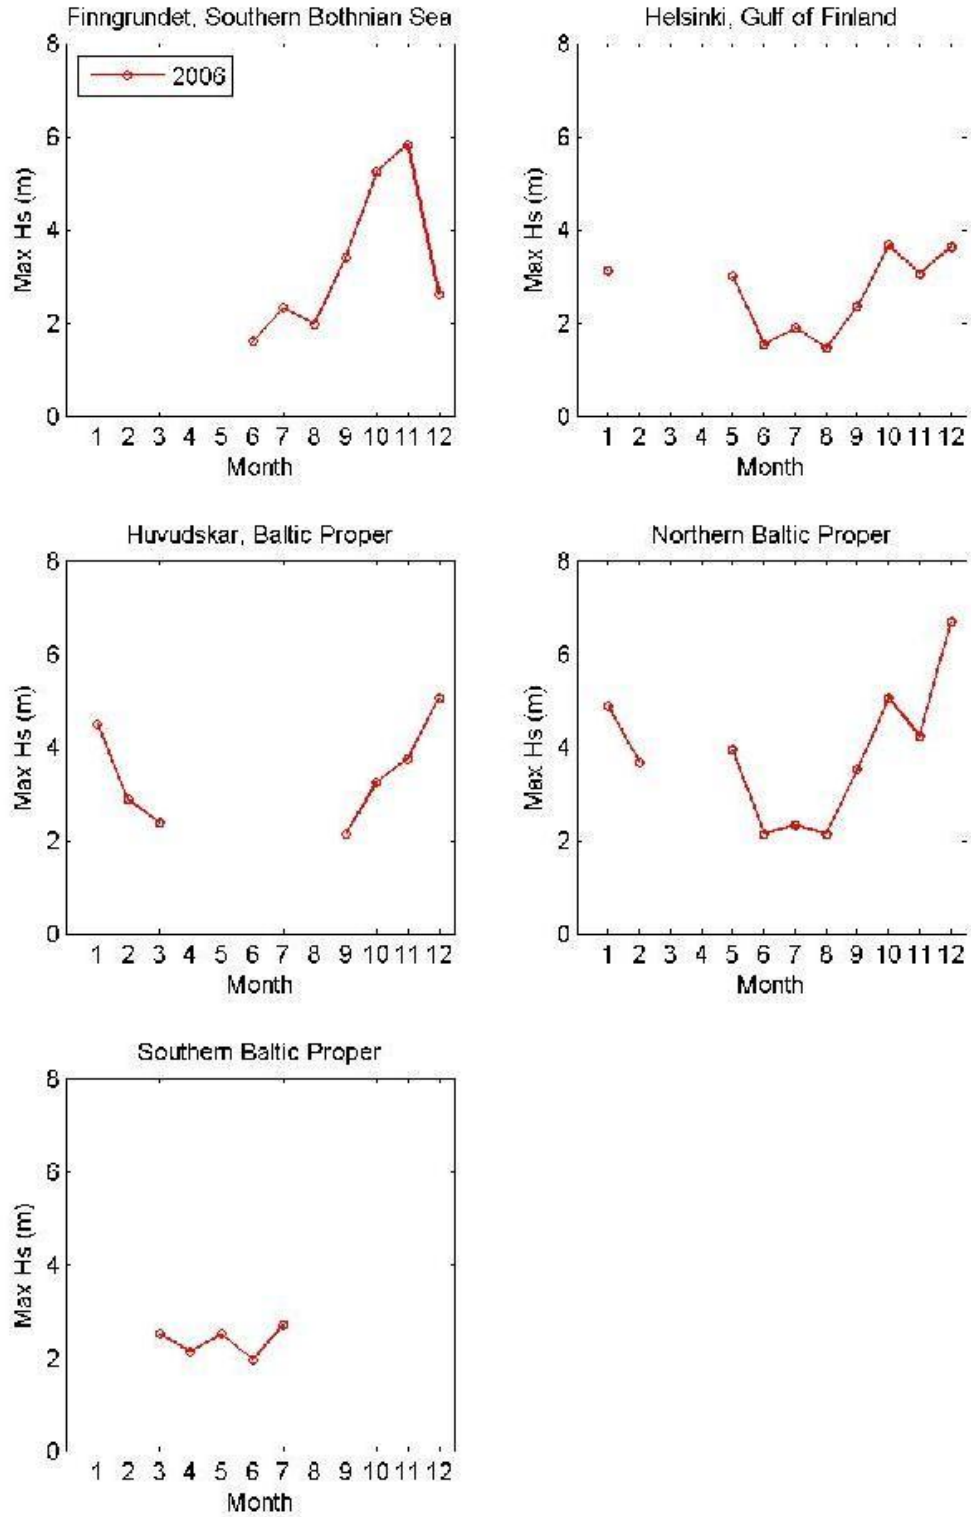 Finngrundet, Southern Bothnian Sea
8
6
4
2
0
Max Hs (m)
2006
1 2 3 4 5 6 7 8 9 10 11 12
Month
Helsinki, Gulf of Finland
8
6
4
2
0
Max Hs (m)
1 2 3 4 5 6 7 8 9 10 11 12
Month
Huvudskar, Baltic Proper
8
6
4
2
0
Max Hs (m)
1 2 3 4 5 6 7 8 9 10 11 12
Month
Northern Baltic Proper
8
6
4
2
0
Max Hs (m)
1 2 3 4 5 6 7 8 9 10 11 12
Month
Southern Baltic Proper
8
6
4
2
0
Max Hs (m)
1 2 3 4 5 6 7 8 9 10 11 12
Month